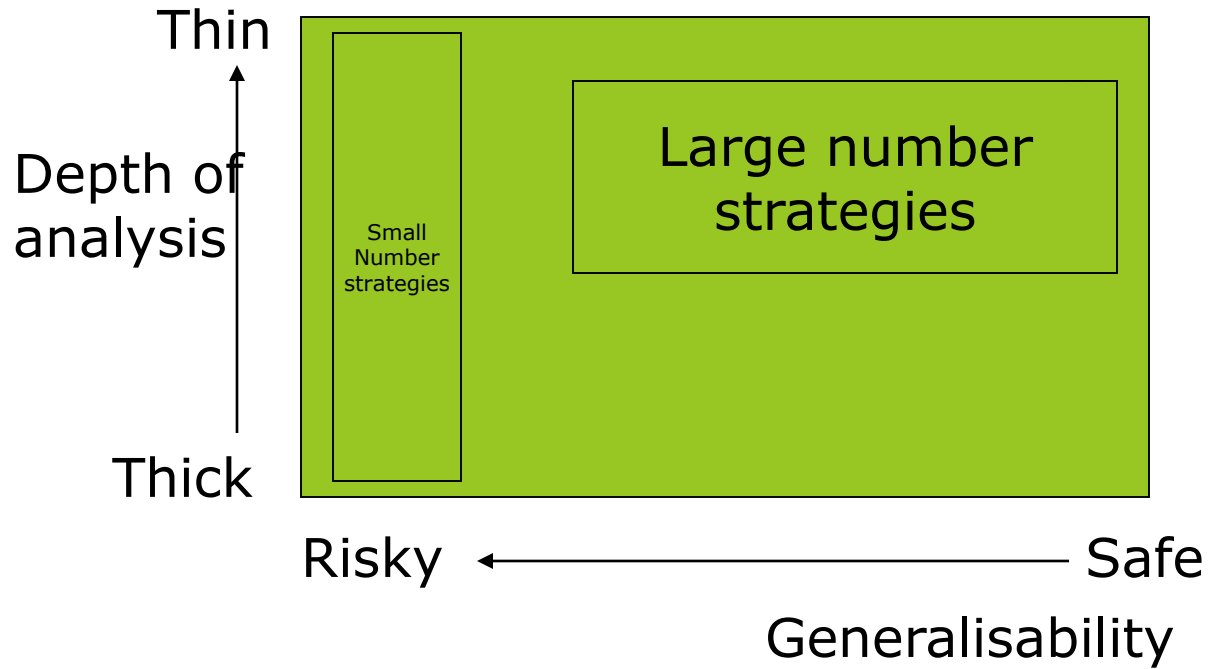 Thin
Depth of
analysis
Thick
Small
Number
strategies
Large number
strategies
Risky
Safe
Generalisability